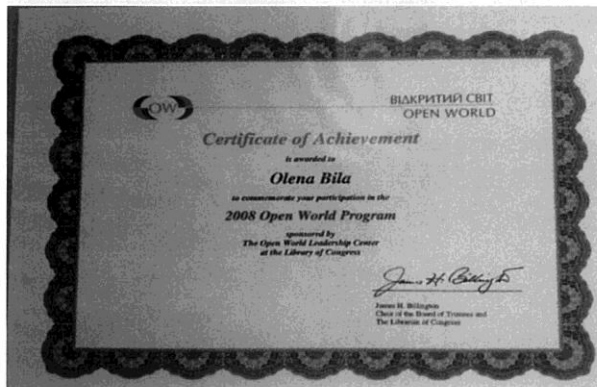 OW
ВІДКРИТИЙ СВІТ
OPEN WORLD
Certificate of Achievement
is awarded to
Olena Bila
to commemorate your participation in the
2008 Open World Program
sponsored by
The Open World Leadership Center
at the Library of Congress
James H. Billington
James H. Billington
Chair of the Board of Trustees and
The Librarian of Congress